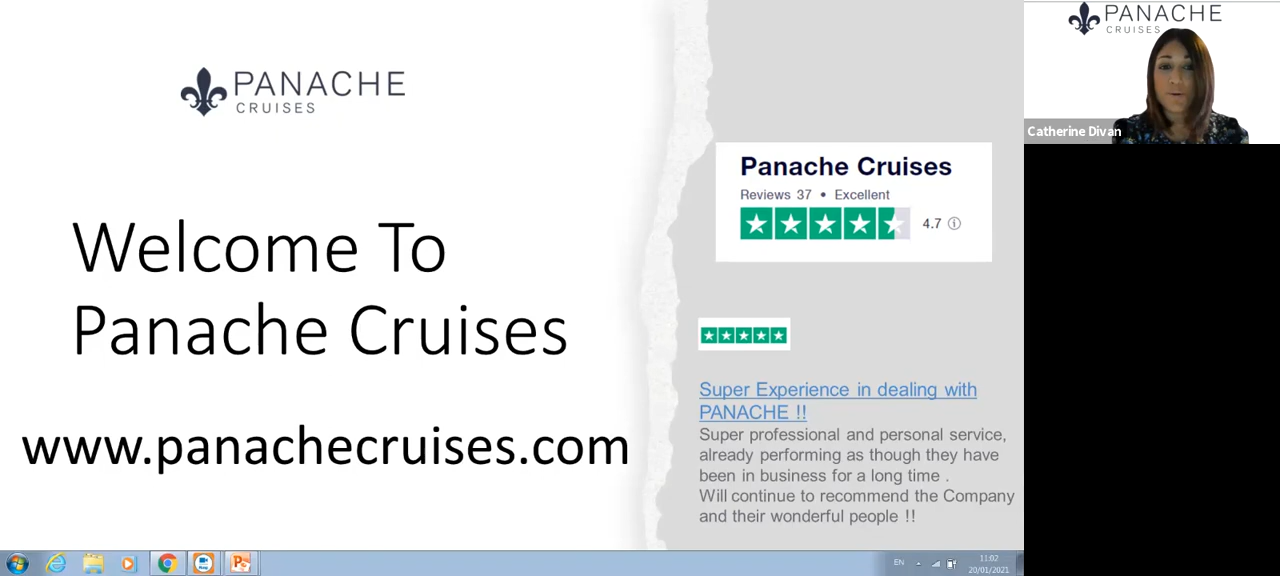 PANACHE
CRUISES
Welcome To
Panache Cruises
www.panachecruises.com
Panache Cruises
Reviews 37 • Excellent
4.7
Super Experience in dealing with
PANACHE !!
Super professional and personal service,
already performing as though they have
been in business for a long time .
Will continue to recommend the Company
and their wonderful people !!
PANACHE
CRUISES
Catherine Divan
EN
11:02
20/01/2021